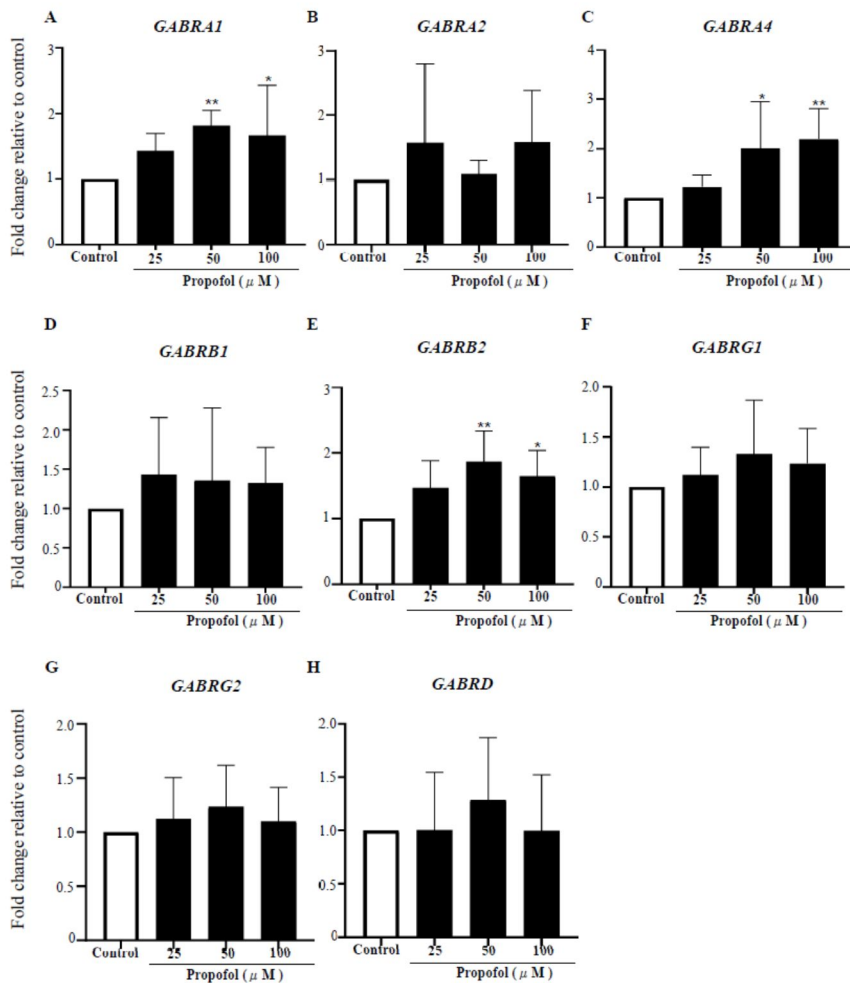 A
GABRA1
B
GABRA2
C
GABRA4
Fold change relative to control
3
2
1
0
Control
25
50
100
**
*
Propofol ( μ M )
3
2
1
0
Control
25
50
100
Propofol ( μ M )
4
3
2
1
0
Control
25
50
100
*
**
Propofol ( μ M )
D
GABRB1
E
GABRB2
F
GABRG1
Fold change relative to control
2.5
2.0
1.5
1.0
0.5
0
Control
25
50
100
Propofol ( μ M )
3
2
1
0
Control
25
50
100
**
*
Propofol ( μ M )
2.0
1.5
1.0
0.5
0
Control
25
50
100
Propofol ( μ M )
G
GABRG2
H
GABRD
Fold change relative to control
2.0
1.5
1.0
0.5
0
Control
25
50
100
Propofol ( μ M )
2.0
1.5
1.0
0.5
0
Control
25
50
100
Propofol ( μ M )